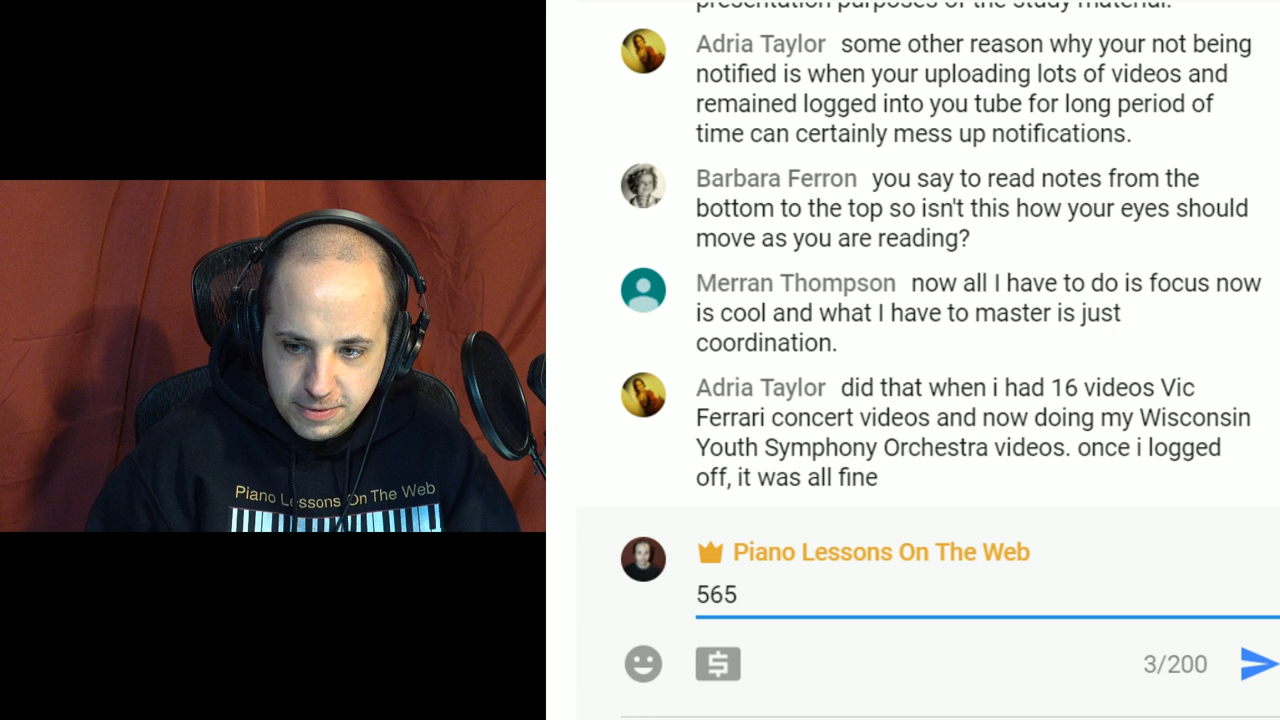 presentation purposes of the study material.
Adria Taylor some other reason why your not being
notified is when your uploading lots of videos and
remained logged into you tube for long period of
time can certainly mess up notifications.
Barbara Ferron you say to read notes from the
bottom to the top so isn't this how your eyes should
move as you are reading?
Merran Thompson now all I have to do is focus now
is cool and what I have to master is just
coordination.
Adria Taylor did that when i had 16 videos Vic
Ferrari concert videos and now doing my Wisconsin
Youth Symphony Orchestra videos. once i logged
off, it was all fine
Piano Lessons On The Web
565
3/200
Piano Lessons On The Web